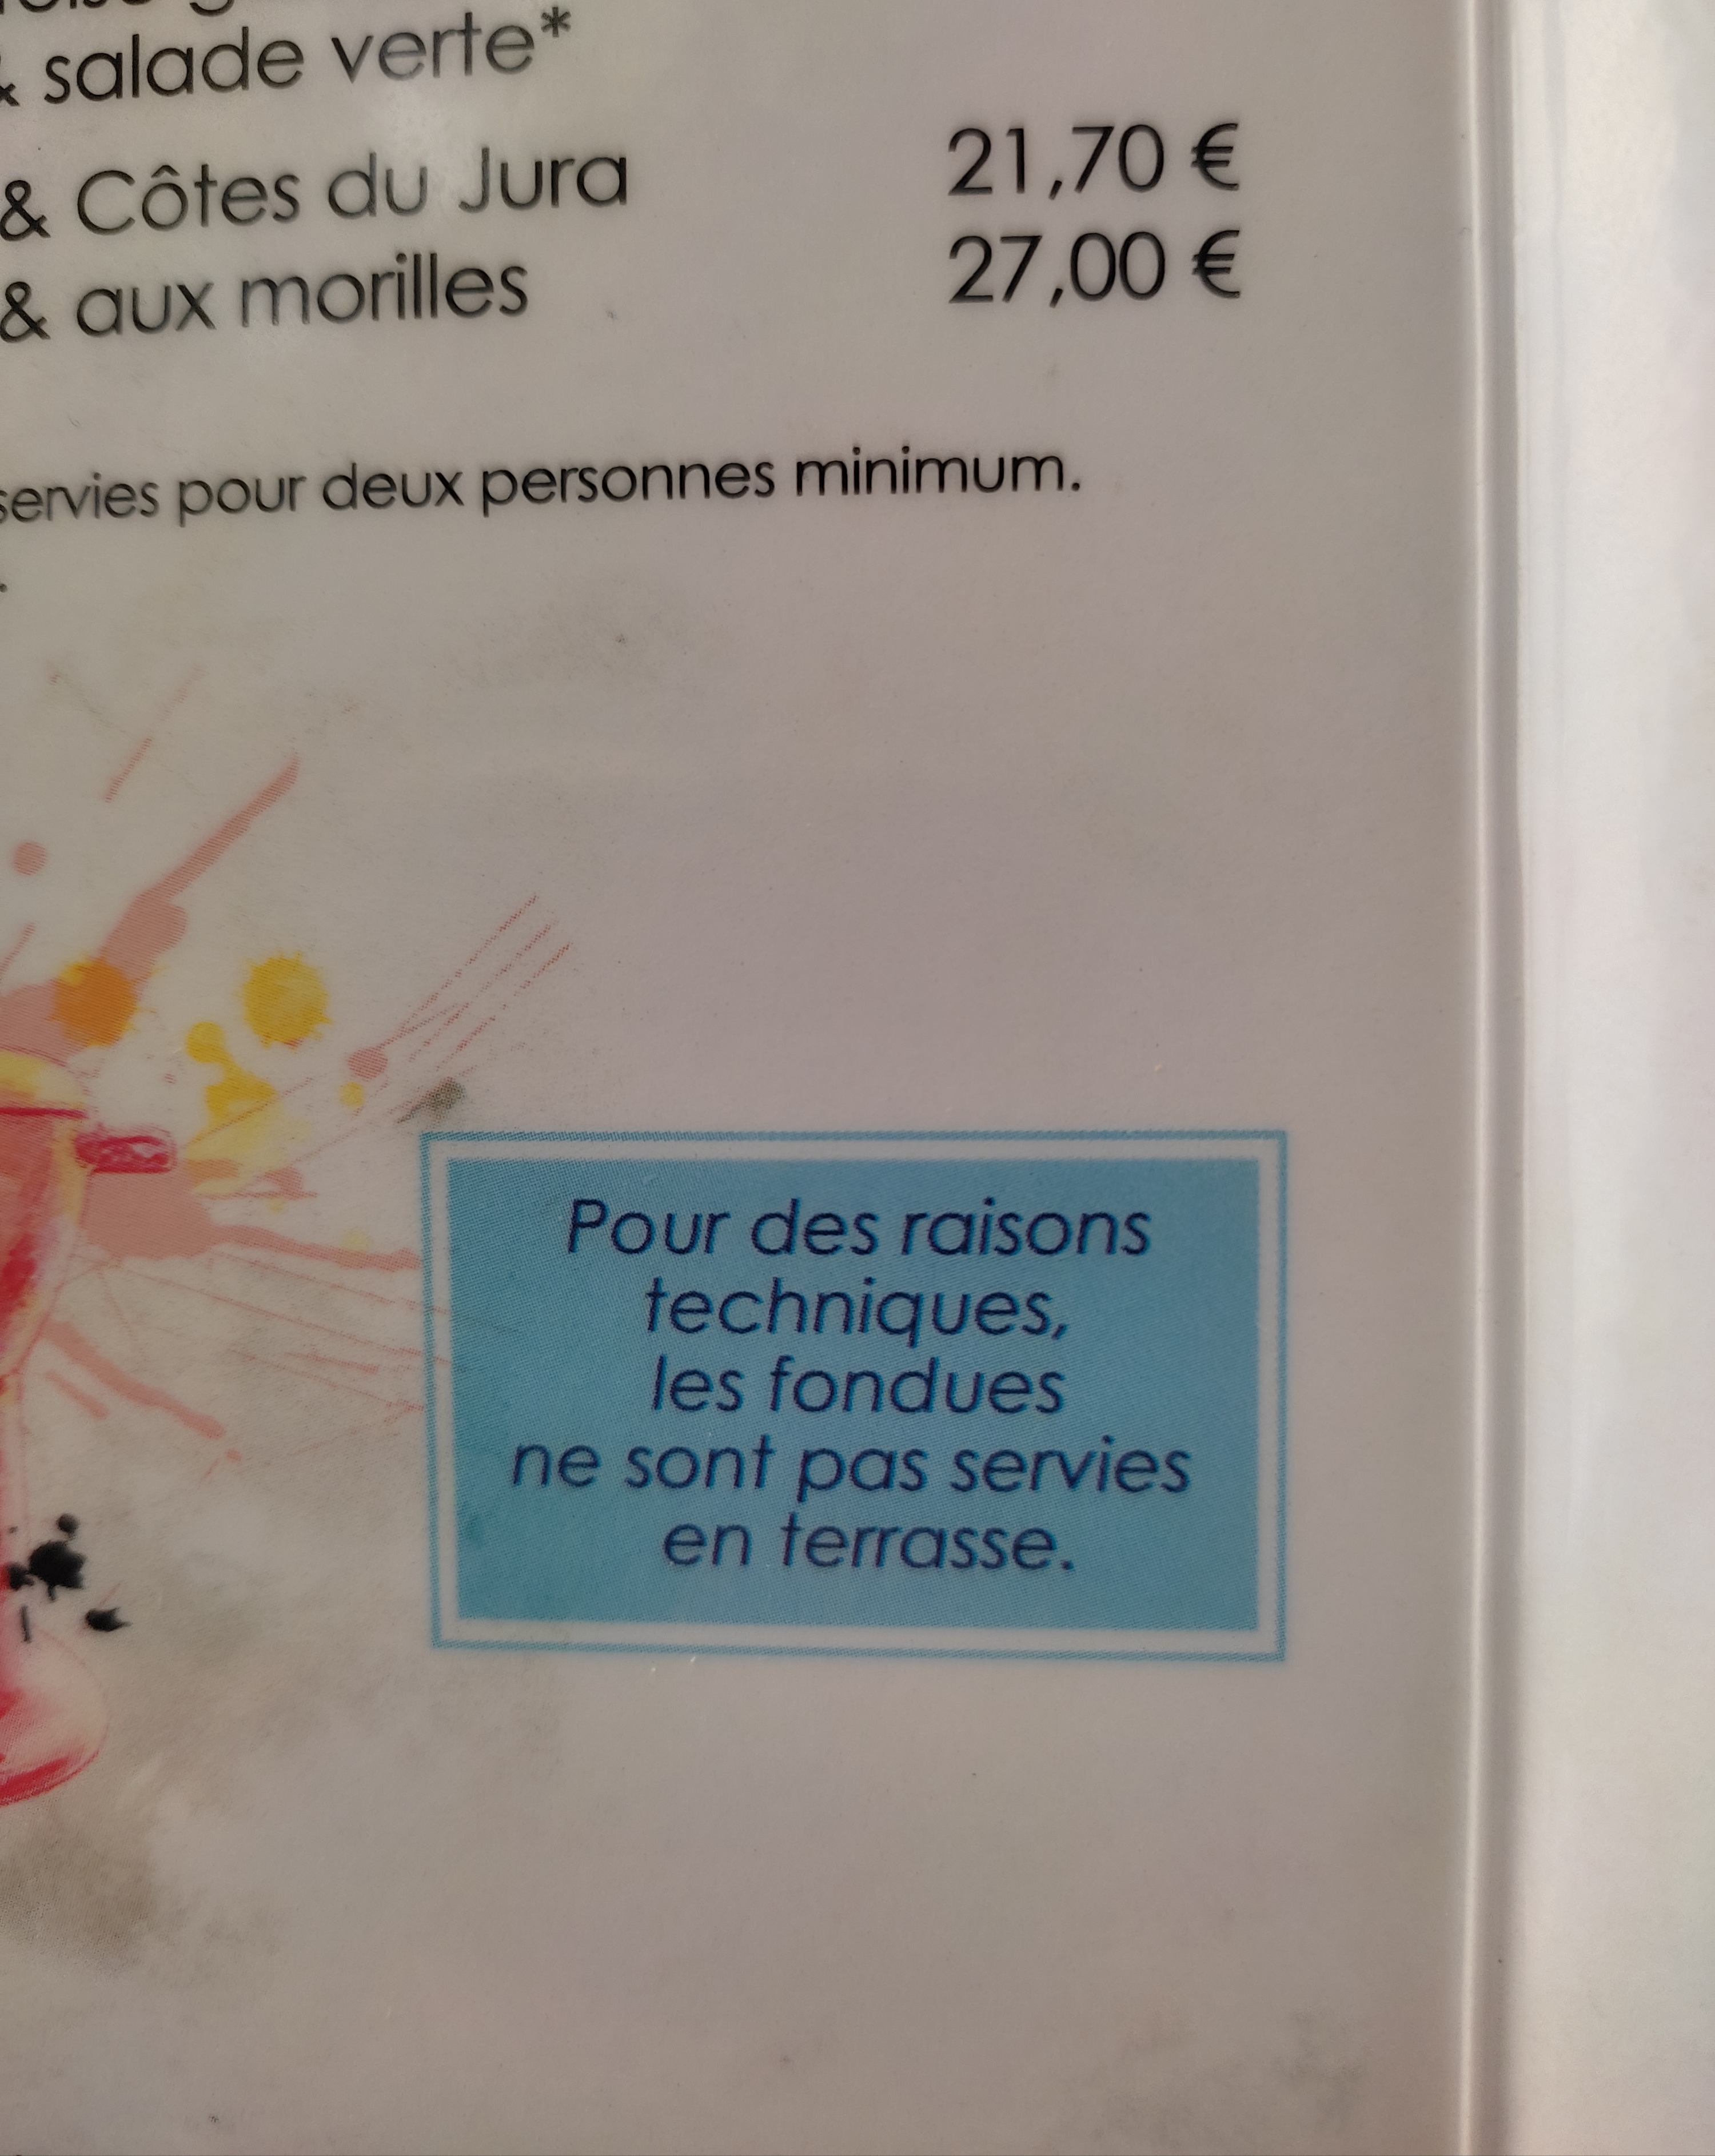 & salade verte*
& Côtes du Jura 21,70 €
& aux morilles 27,00 €
servies pour deux personnes minimum.
Pour des raisons
techniques,
les fondues
ne sont pas servies
en terrasse.